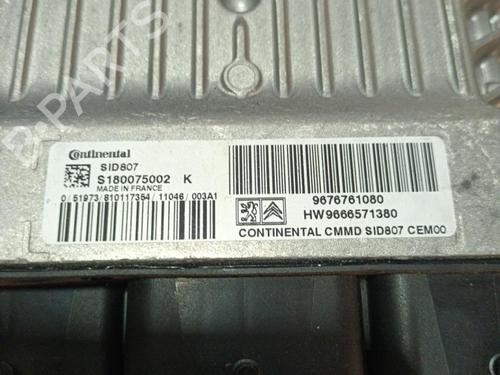 B-PARTS
Continental
SID807
S180075002 K
MADE IN FRANCE
0/51973/810117354/11046/003A1
9676761080
HW9666571380
CONTINENTAL CMMD SID807 CEM00